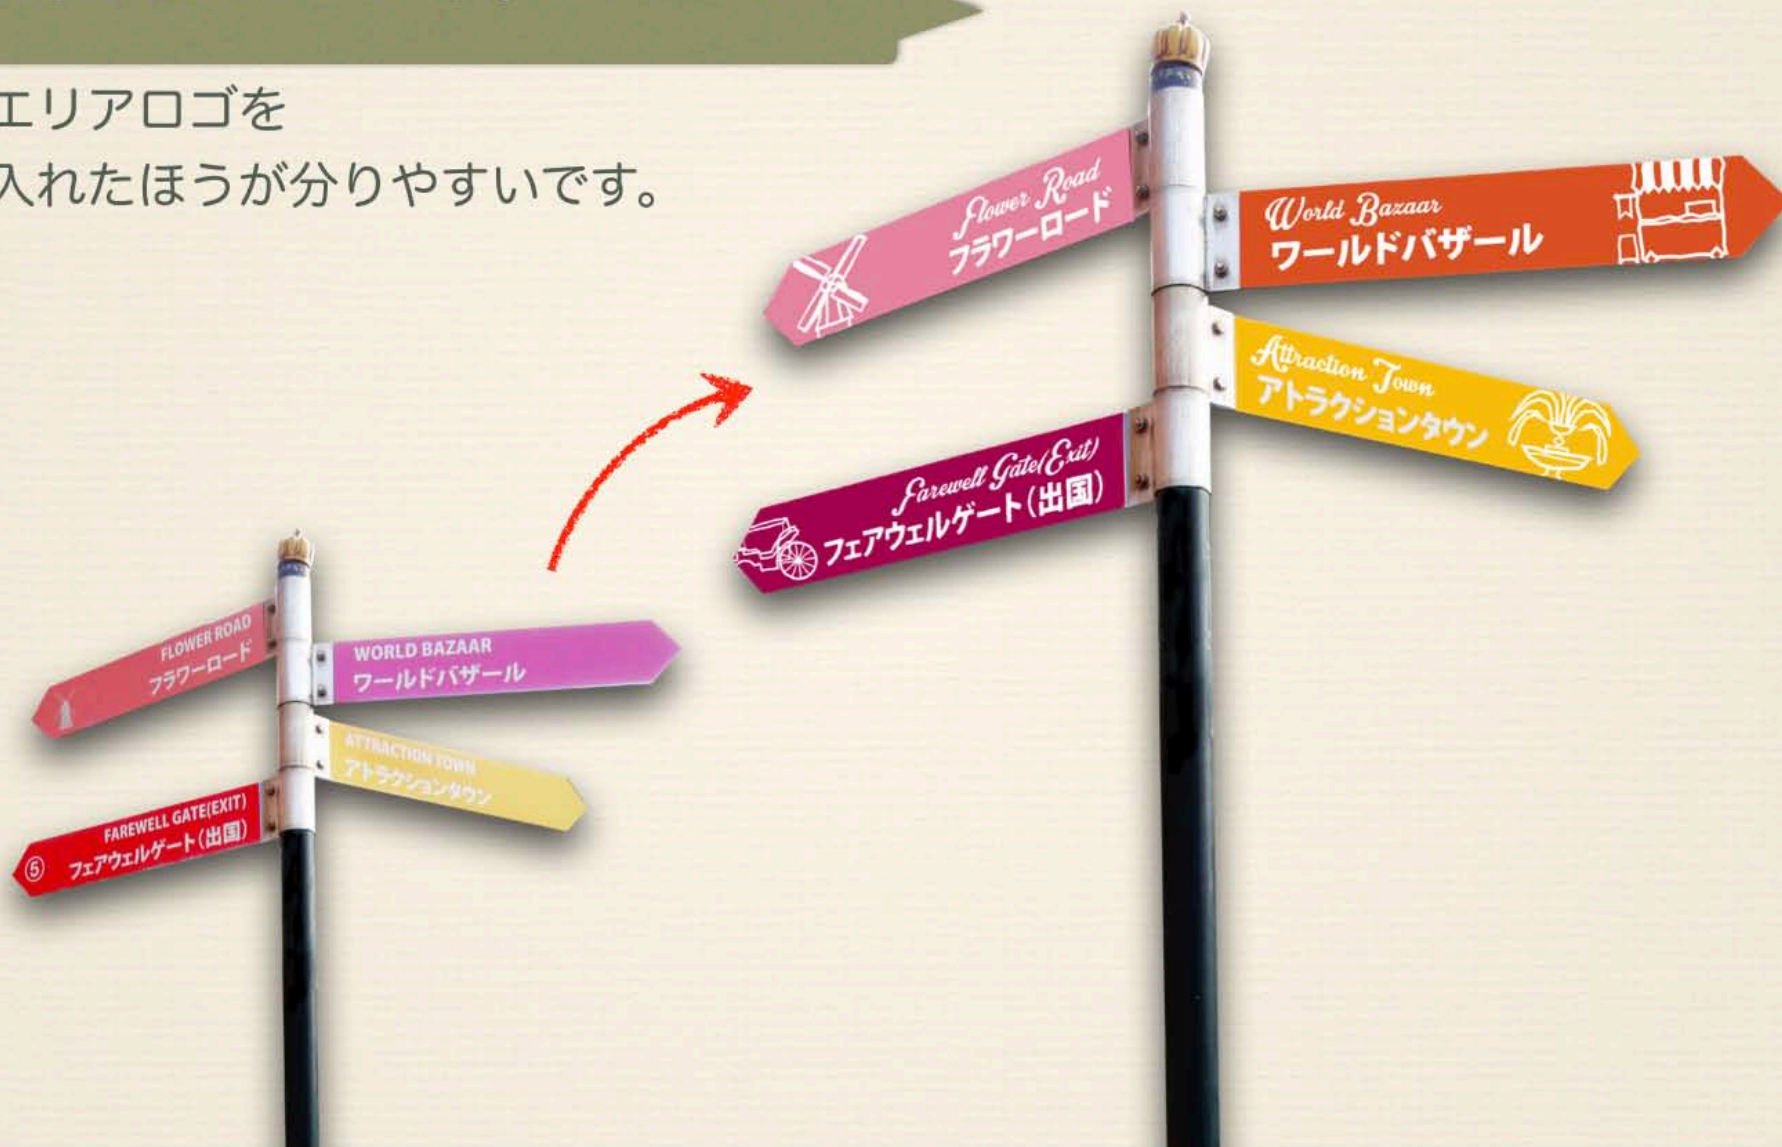 エリアロゴを
入れたほうが分りやすいです。
Flower Road
フラワーロード
World Bazaar
ワールドバザール
Attraction Town
アトラクションタウン
Farewell Gate(Exit)
フェアウェルゲート(出国)
FLOWER ROAD
フラワーロード
WORLD BAZAAR
ワールドバザール
ATTRACTION TOWN
アトラクションタウン
FAREWELL GATE(EXIT)
⑤ フェアウェルゲート(出国)